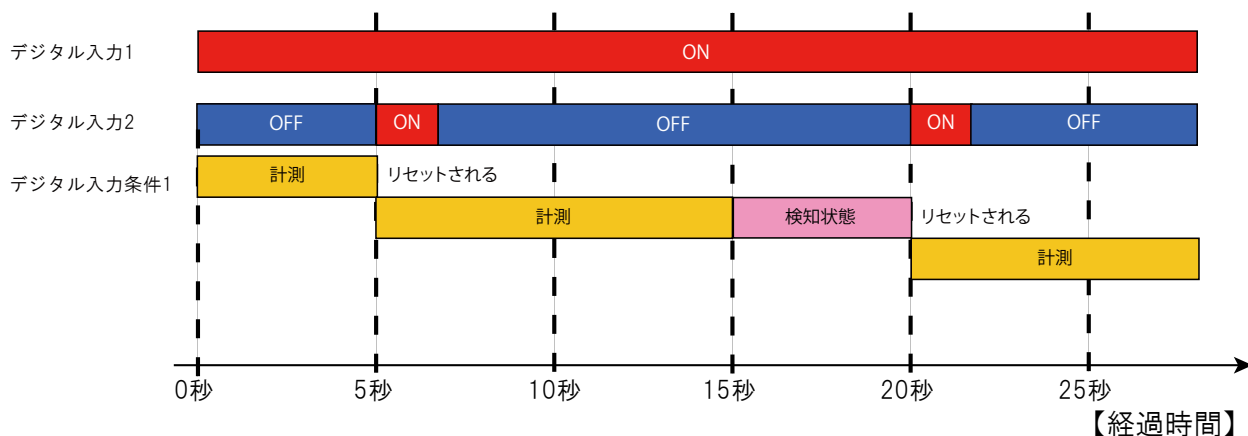 デジタル入力1
ON
デジタル入力2
OFF
ON
OFF
ON
OFF
デジタル入力条件1
計測
リセットされる
計測
検知状態
リセットされる
計測
0秒
5秒
10秒
15秒
20秒
25秒
【経過時間】